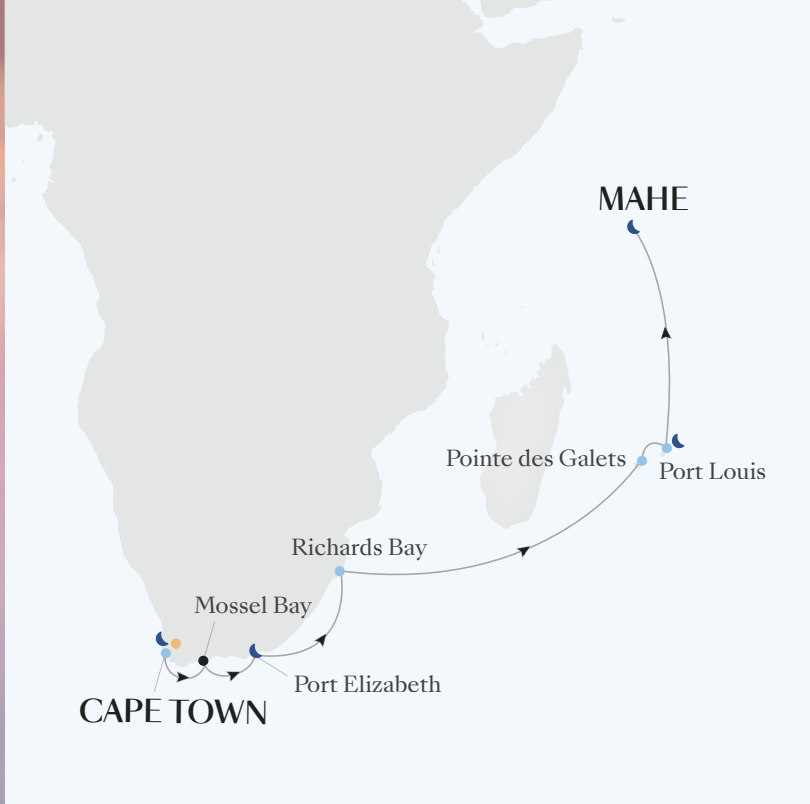 MAHE
Pointe des Galets
Port Louis
Richards Bay
Mossel Bay
Port Elizabeth
CAPE TOWN